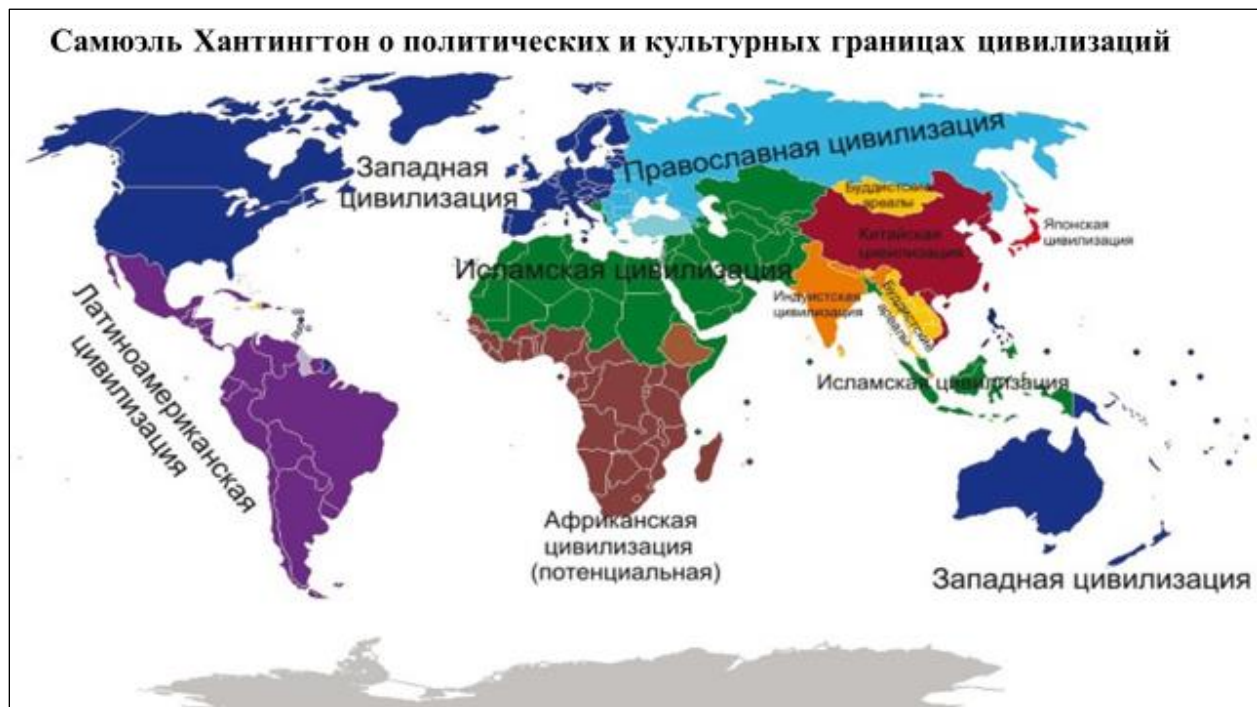 Самюэль Хантингтон о политических и культурных границах цивилизаций
Западная
цивилизация
Православная цивилизация
Буддистские
ареалы
Китайская
цивилизация
Японская
цивилизация
Исламская цивилизация
Индуистская
цивилизация
Буддистские
ареалы
Латиноамериканская
цивилизация
Исламская цивилизация
Африканская
цивилизация
(потенциальная)
Западная цивилизация